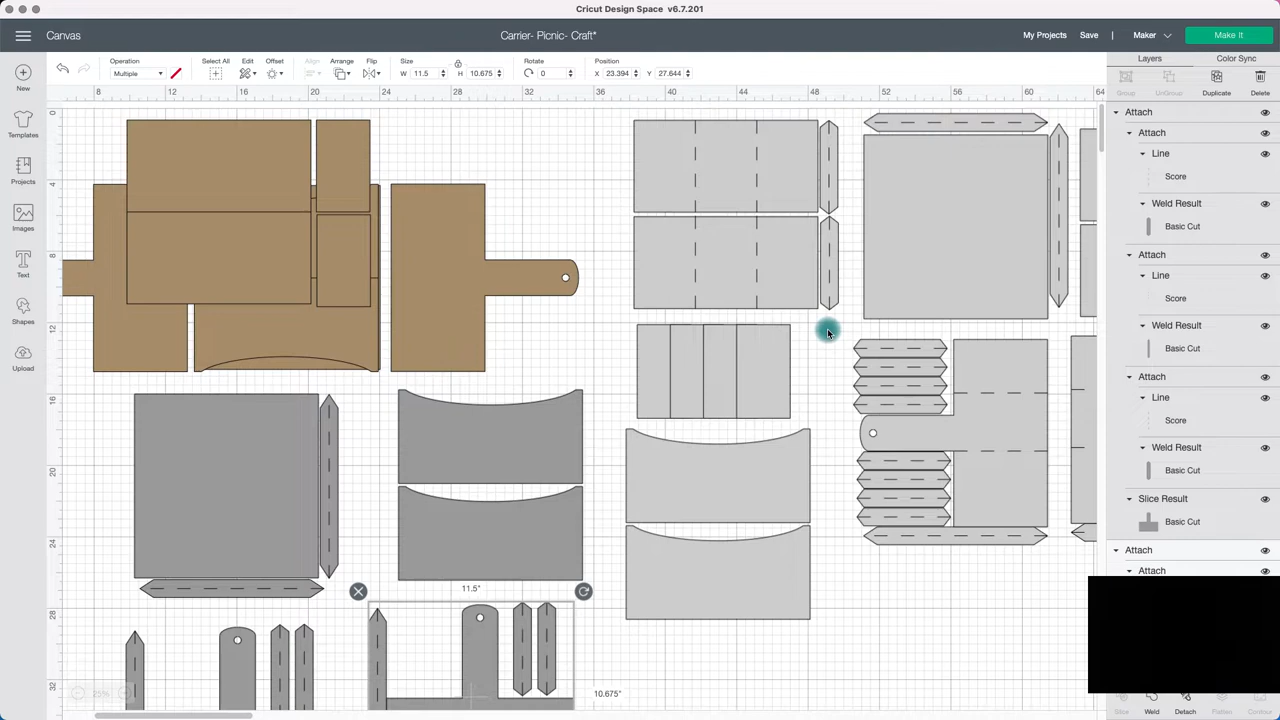 Cricut Design Space v6.7.201
Canvas
Carrier- Picnic- Craft*
My Projects
Save
|
Maker
Make It
Operation
Multiple
Select All
Edit
Offset
Align
Arrange
Flip
Size
W 11.5
H 10.675
Rotate
0
Position
X 23.394
Y 27.644
Layers
Color Sync
New
Templates
Projects
Images
Text
Shapes
Upload
Group
UnGroup
Duplicate
Delete
8 12 16 20 24 28 32 36 40 44 48 52 56 60 64
0
4
8
12
16
20
24
28
32
Attach
Attach
Line
Score
Weld Result
Basic Cut
Attach
Line
Score
Weld Result
Basic Cut
Attach
Line
Score
Weld Result
Basic Cut
Slice Result
Basic Cut
Attach
Attach
11.5"
10.675"
25%
Slice
Weld
Detach
Flatten
Contour